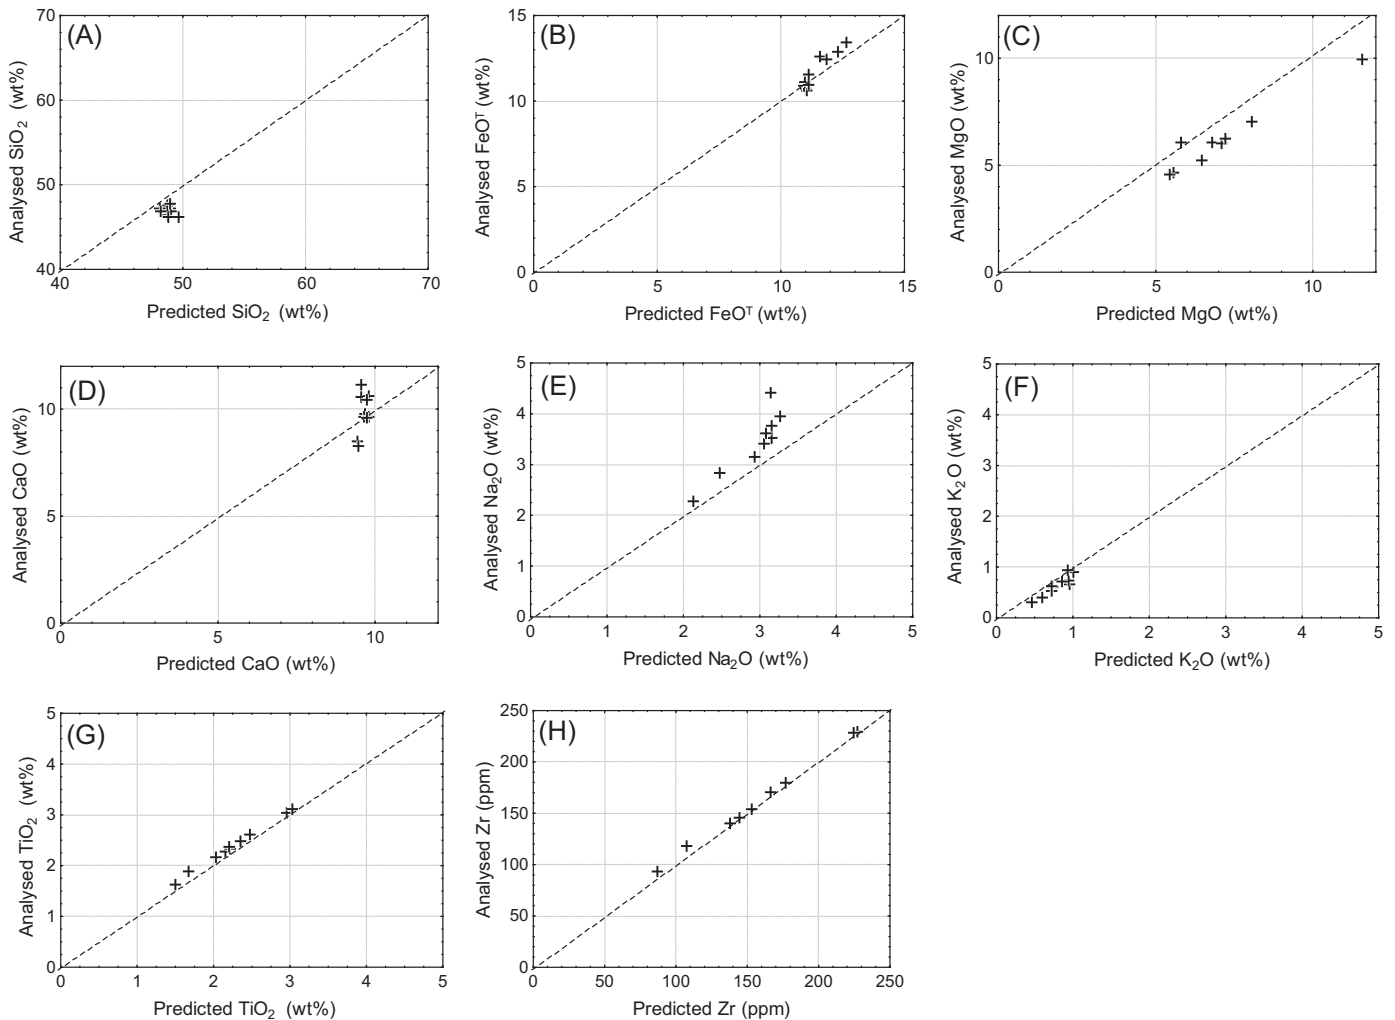 (A)
70
60
50
40
40 50 60 70
Analysed SiO₂ (wt%)
Predicted SiO₂ (wt%)
(B)
15
10
5
0
0 5 10 15
Analysed FeOᵀ (wt%)
Predicted FeOᵀ (wt%)
(C)
10
5
0
0 5 10
Analysed MgO (wt%)
Predicted MgO (wt%)
(D)
10
5
0
0 5 10
Analysed CaO (wt%)
Predicted CaO (wt%)
(E)
5
4
3
2
1
0
0 1 2 3 4 5
Analysed Na₂O (wt%)
Predicted Na₂O (wt%)
(F)
5
4
3
2
1
0
0 1 2 3 4 5
Analysed K₂O (wt%)
Predicted K₂O (wt%)
(G)
5
4
3
2
1
0
0 1 2 3 4 5
Analysed TiO₂ (wt%)
Predicted TiO₂ (wt%)
(H)
250
200
150
100
50
0
0 50 100 150 200 250
Analysed Zr (ppm)
Predicted Zr (ppm)